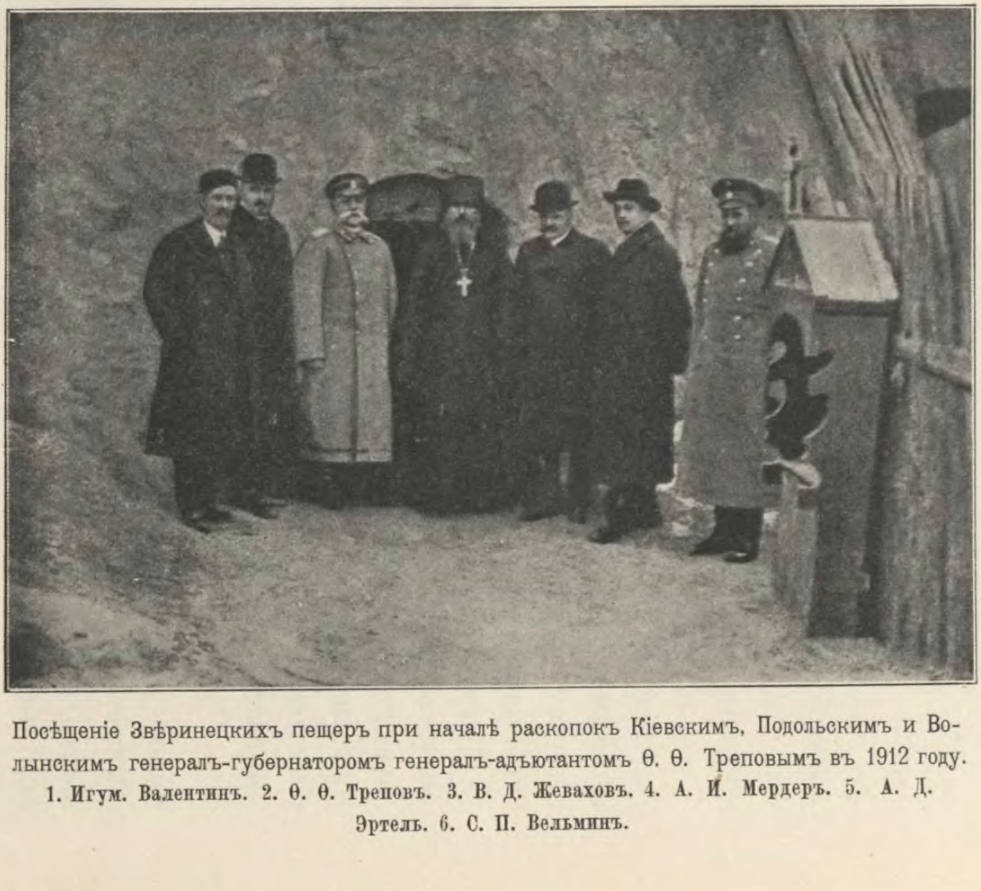 Посѣщеніе Звѣринецкихъ пещеръ при началѣ раскопокъ Кіевскимъ, Подольскимъ и Во-
лынскимъ генералъ-губернаторомъ генералъ-адъютантомъ Ѳ. Ѳ. Треповымъ въ 1912 году.
1. Игум. Валентинъ. 2. Ѳ. Ѳ. Треповъ. 3. В. Д. Жеваховъ. 4. А. И. Мердеръ. 5. А. Д.
Эртель. 6. С. П. Вельминъ.